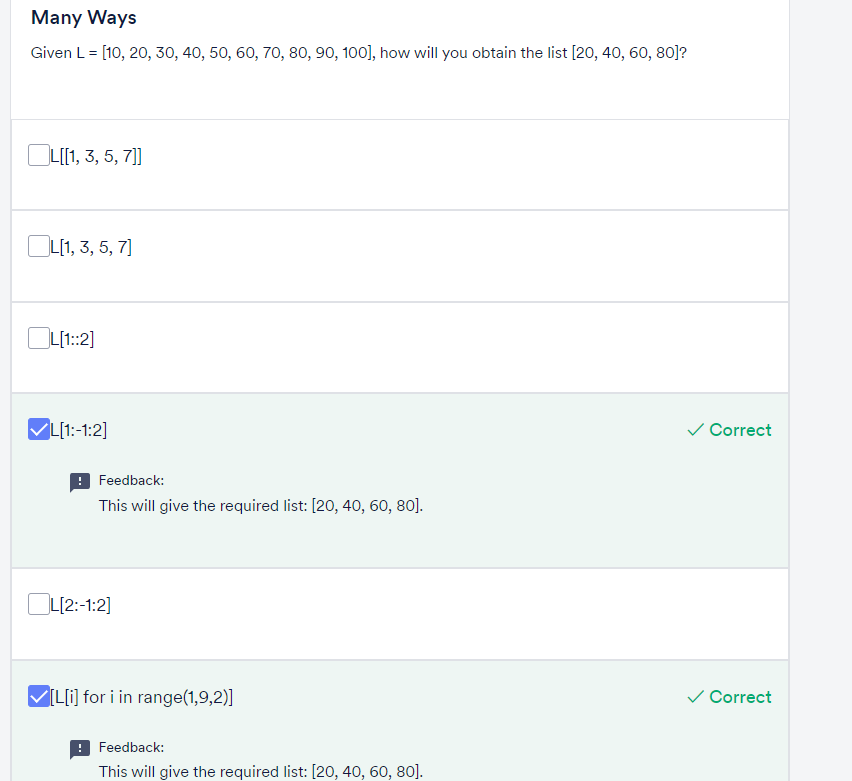 Many Ways
Given L = [10, 20, 30, 40, 50, 60, 70, 80, 90, 100], how will you obtain the list [20, 40, 60, 80]?
L[[1, 3, 5, 7]]
L[1, 3, 5, 7]
L[1::2]
L[1:-1:2]
Correct
Feedback:
This will give the required list: [20, 40, 60, 80].
L[2:-1:2]
[L[i] for i in range(1,9,2)]
Correct
Feedback:
This will give the required list: [20, 40, 60, 80].